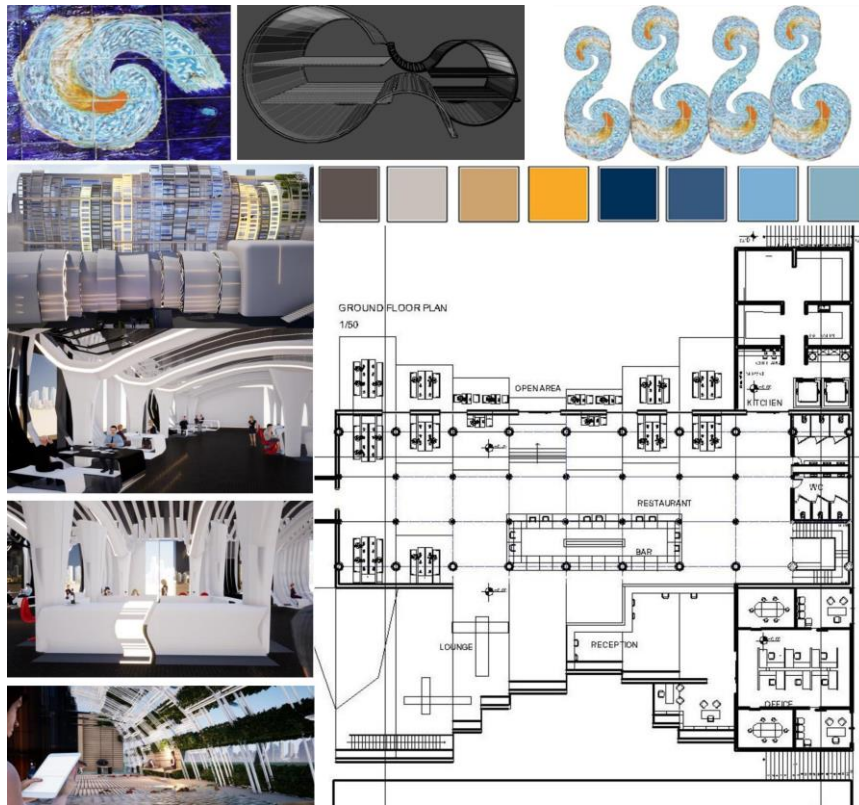 GROUND FLOOR PLAN
1/50
OPEN AREA
KITCHEN
WC
RESTAURANT
BAR
LOUNGE
RECEPTION
OFFICE